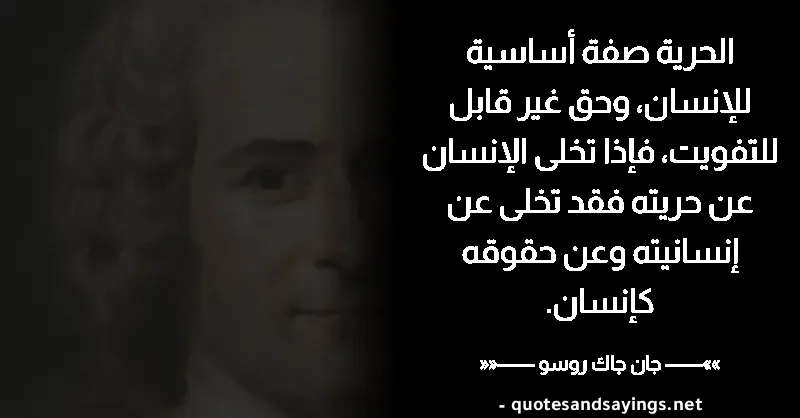 الحرية صفة أساسية
للإنسان، وحق غير قابل
للتفويت، فإذا تخلى الإنسان
عن حريته فقد تخلى عن
إنسانيته وعن حقوقه
كإنسان.
»»——— جان جاك روسو ———««
- quotesandsayings.net